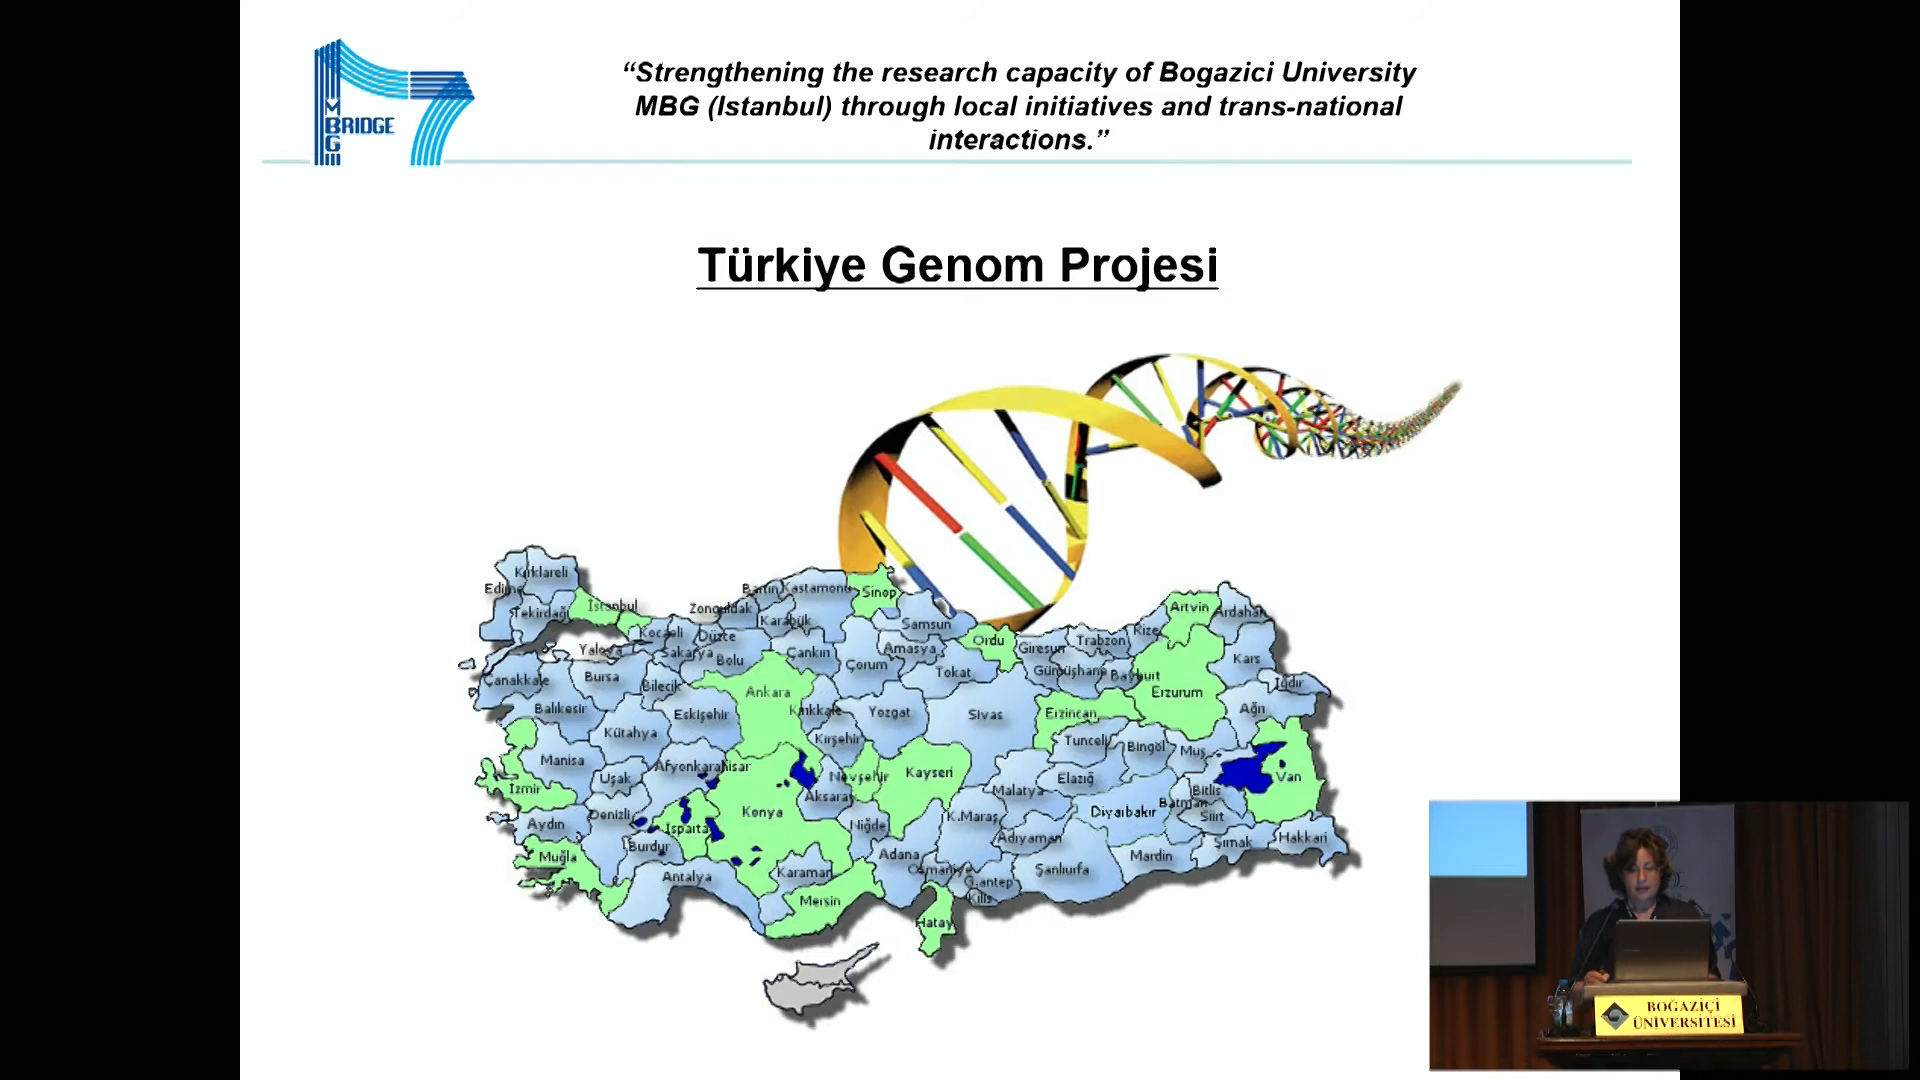 “Strengthening the research capacity of Bogazici University
MBG (Istanbul) through local initiatives and trans-national
interactions.”
MBG
BRIDGE
7
Türkiye Genom Projesi
Kırklareli
Edirne
Tekirdağ
İstanbul
Yalova
Kocaeli
Sakarya
Düzce
Zonguldak
Bartın
Kastamonu
Karabük
Sinop
Samsun
Ordu
Giresun
Trabzon
Rize
Artvin
Ardahan
Çanakkale
Bursa
Bilecik
Bolu
Çankırı
Çorum
Amasya
Tokat
Gümüşhane
Bayburt
Erzurum
Kars
Iğdır
Balıkesir
Kütahya
Eskişehir
Ankara
Kırıkkale
Yozgat
Sivas
Erzincan
Ağrı
Manisa
Uşak
Afyonkarahisar
Kırşehir
Nevşehir
Kayseri
Tunceli
Bingöl
Muş
Elazığ
Malatya
Bitlis
Van
İzmir
Aydın
Denizli
Isparta
Konya
Aksaray
Niğde
K.Maraş
Adıyaman
Diyarbakır
Batman
Siirt
Şırnak
Hakkari
Muğla
Burdur
Antalya
Karaman
Mersin
Adana
Osmaniye
G.antep
Kilis
Şanlıurfa
Mardin
Hatay
BOĞAZİÇİ
ÜNİVERSİTESİ